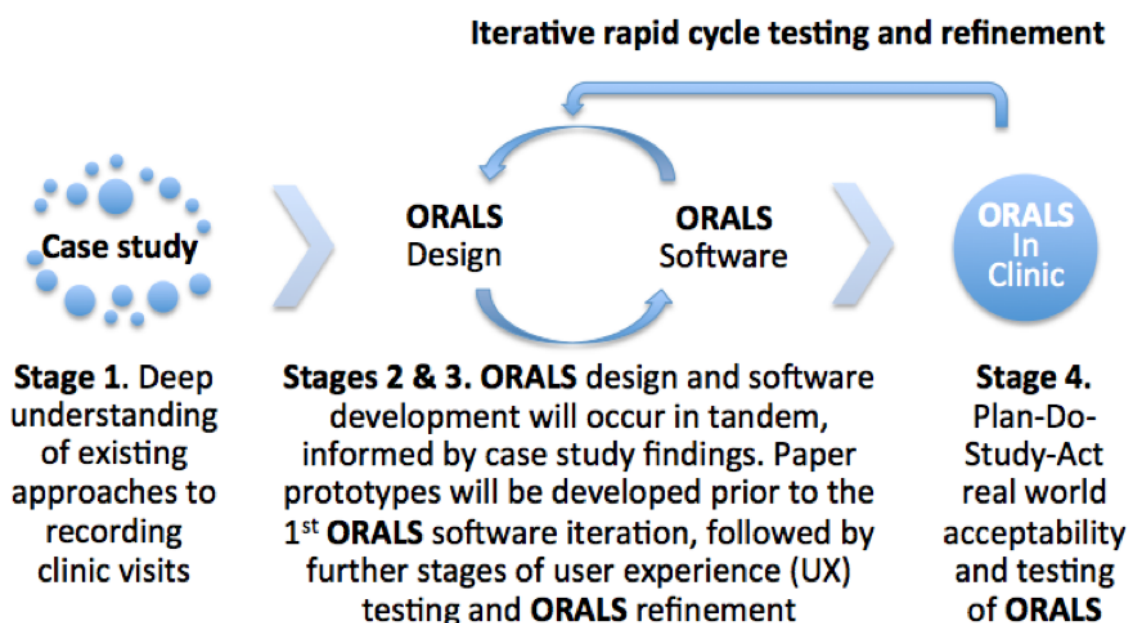 Iterative rapid cycle testing and refinement
Case study
ORALS
Design
ORALS
Software
ORALS
In
Clinic
Stage 1. Deep
understanding
of existing
approaches to
recording
clinic visits
Stages 2 & 3. ORALS design and software
development will occur in tandem,
informed by case study findings. Paper
prototypes will be developed prior to the
1st ORALS software iteration, followed by
further stages of user experience (UX)
testing and ORALS refinement
Stage 4.
Plan-Do-
Study-Act
real world
acceptability
and testing
of ORALS